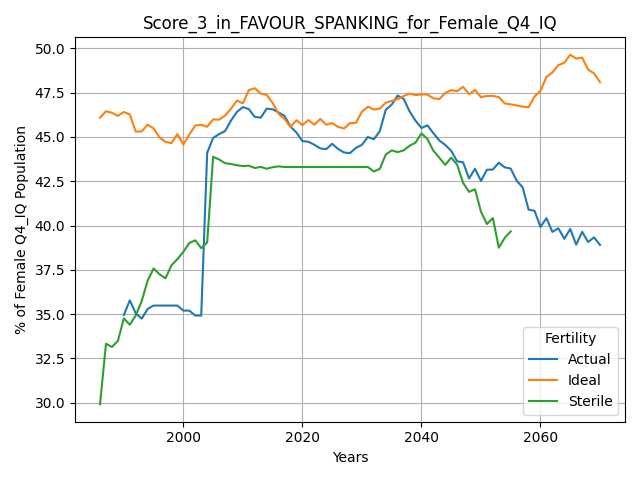 Score_3_in_FAVOUR_SPANKING_for_Female_Q4_IQ
% of Female Q4_IQ Population
50.0
47.5
45.0
42.5
40.0
37.5
35.0
32.5
30.0
Fertility
Actual
Ideal
Sterile
2000
2020
2040
2060
Years